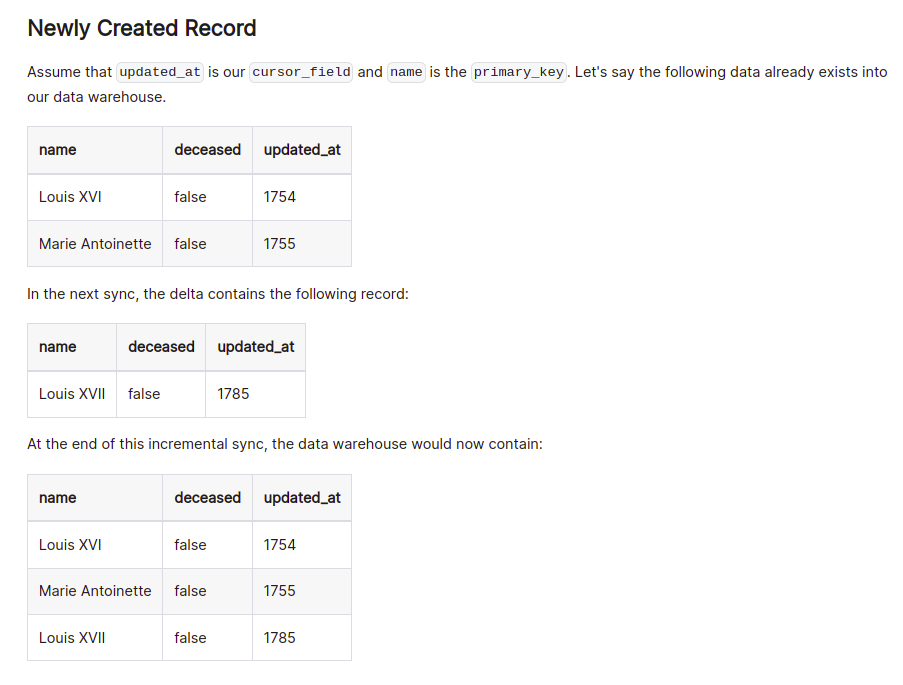 Newly Created Record
Assume that updated_at is our cursor_field and name is the primary_key. Let's say the following data already exists into
our data warehouse.
name deceased updated_at
Louis XVI false 1754
Marie Antoinette false 1755
In the next sync, the delta contains the following record:
name deceased updated_at
Louis XVII false 1785
At the end of this incremental sync, the data warehouse would now contain:
name deceased updated_at
Louis XVI false 1754
Marie Antoinette false 1755
Louis XVII false 1785